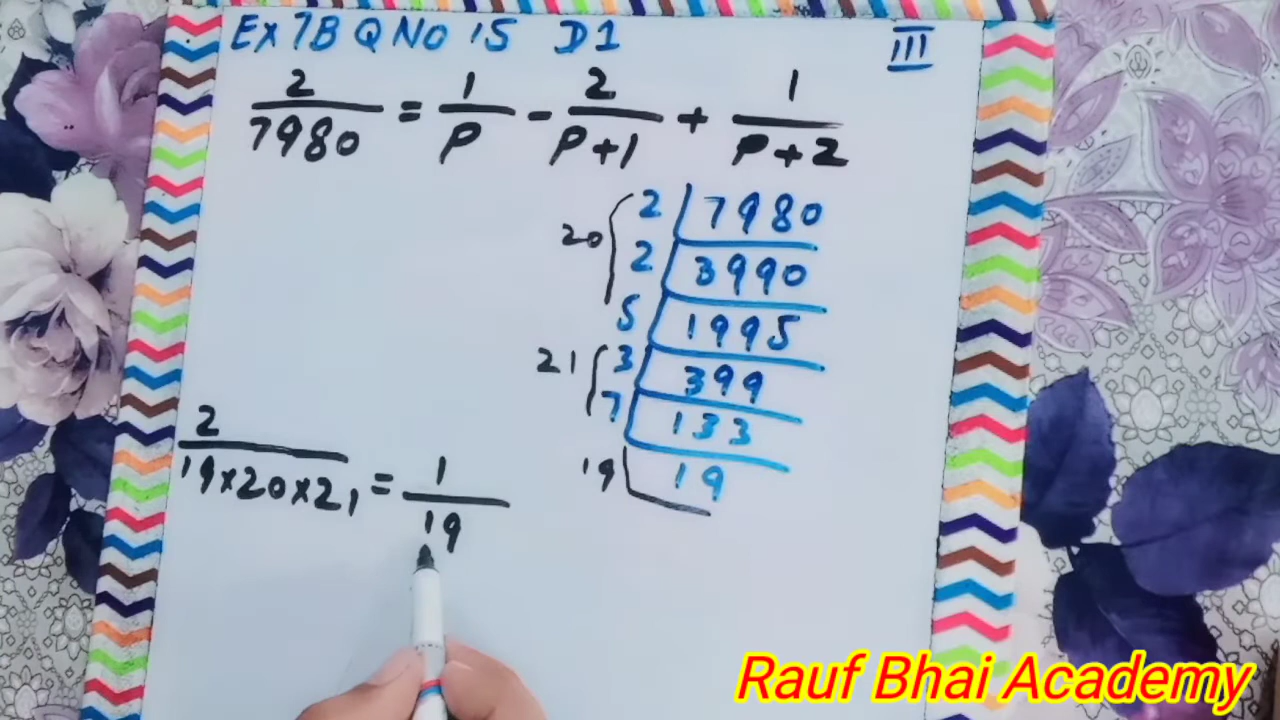 EX 7B Q NO 15 D1 III
2/7980 = 1/P - 2/P+1 + 1/P+2
20 2 7980
2 3990
5 1995
21 3 399
7 133
19 19
2/19×20×21 = 1/19
Rauf Bhai Academy